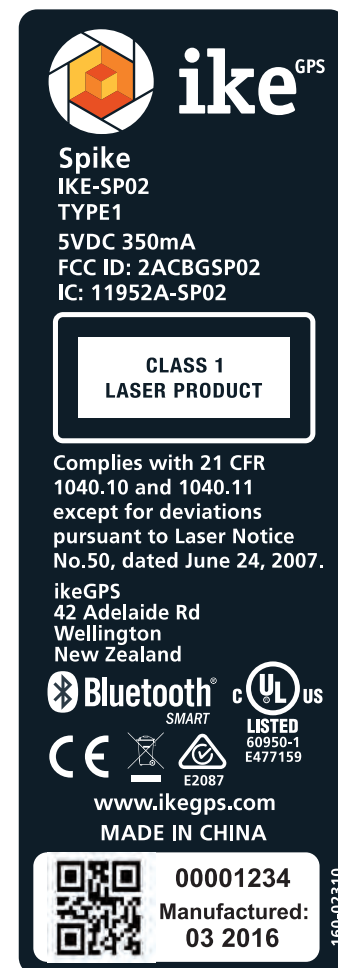 ike GPS
Spike
IKE-SP02
TYPE1
5VDC 350mA
FCC ID: 2ACBGSP02
IC: 11952A-SP02
CLASS 1
LASER PRODUCT
Complies with 21 CFR
1040.10 and 1040.11
except for deviations
pursuant to Laser Notice
No.50, dated June 24, 2007.
ikeGPS
42 Adelaide Rd
Wellington
New Zealand
Bluetooth®
SMART
C UL US
LISTED
60950-1
E477159
CE
E2087
www.ikegps.com
MADE IN CHINA
00001234
Manufactured:
03 2016
160-02310